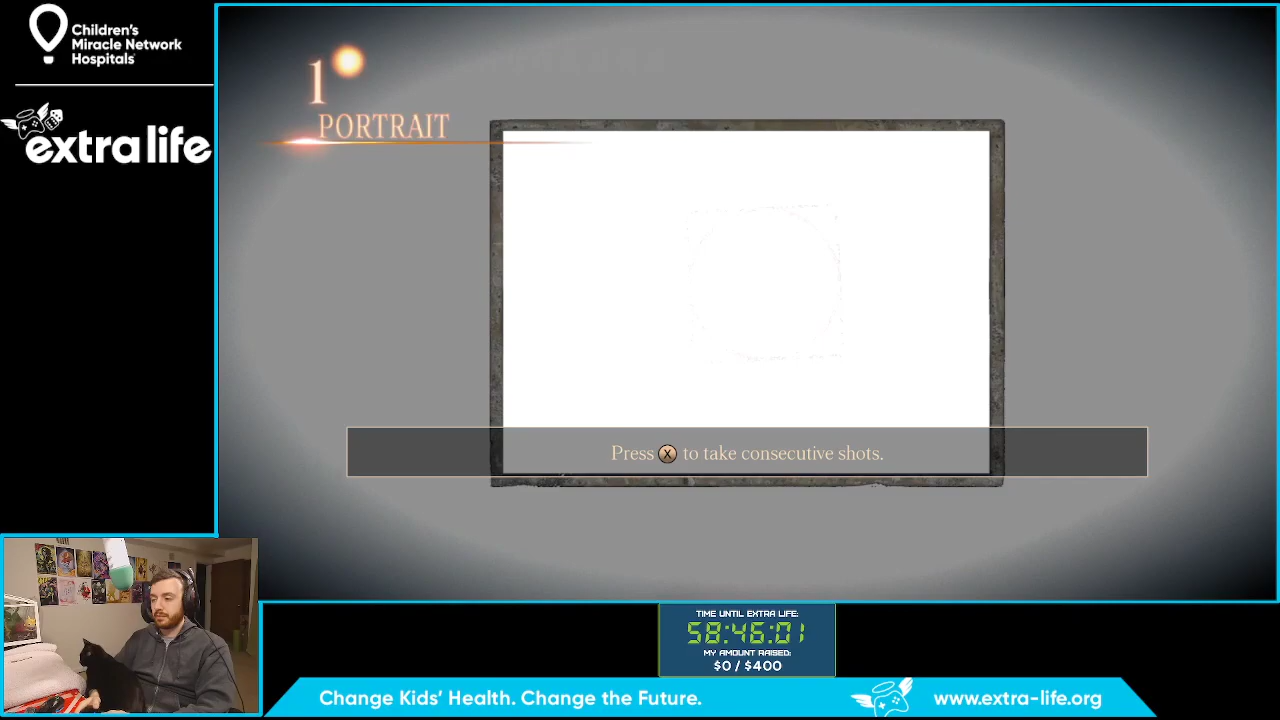 Children's
Miracle Network
Hospitals
extra life
1
PORTRAIT
Press X to take consecutive shots.
TIME UNTIL EXTRA LIFE:
58:46:01
MY AMOUNT RAISED:
$0 / $400
Change Kids' Health. Change the Future.
www.extra-life.org